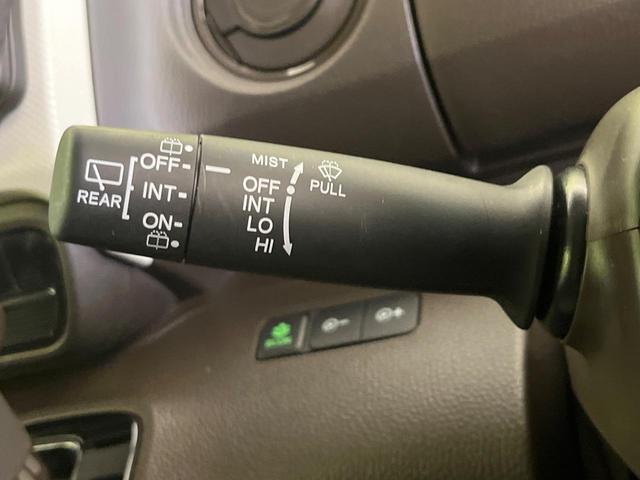 REAR
OFF
INT
ON
MIST
OFF
INT
LO
HI
PULL